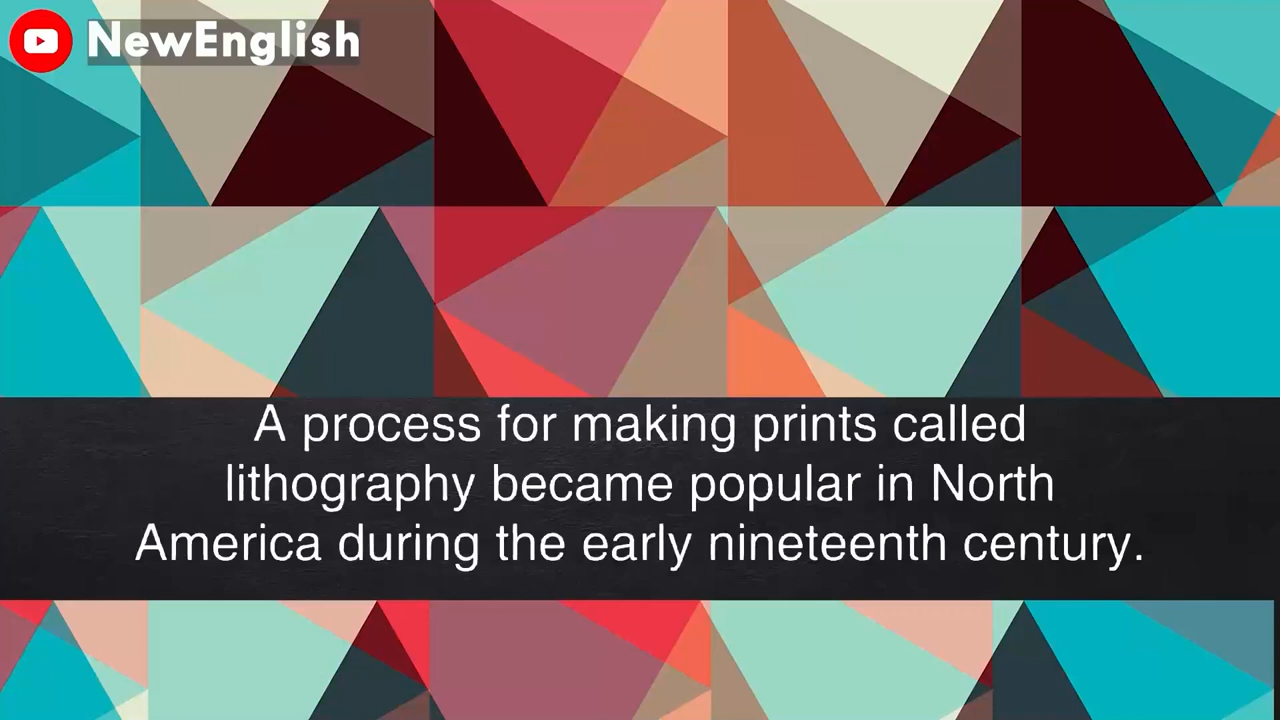 NewEnglish
A process for making prints called
lithography became popular in North
America during the early nineteenth century.